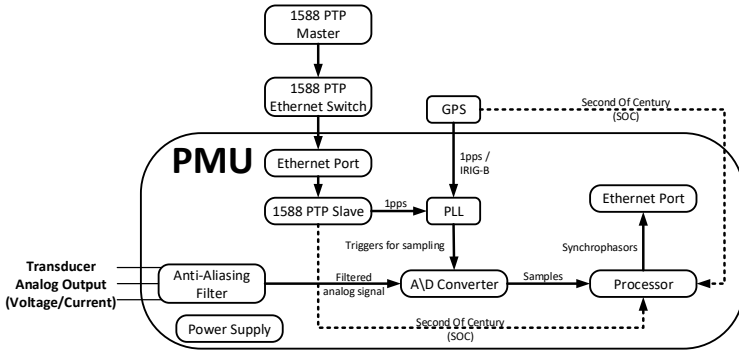 1588 PTP
Master
1588 PTP
Ethernet Switch
GPS
Second Of Century
(SOC)
PMU
Ethernet Port
1pps /
IRIG-B
1588 PTP Slave
1pps
PLL
Ethernet Port
Triggers for sampling
Synchrophasors
Transducer
Analog Output
(Voltage/Current)
Anti-Aliasing
Filter
Filtered
analog signal
A\D Converter
Samples
Processor
Power Supply
Second Of Century
(SOC)